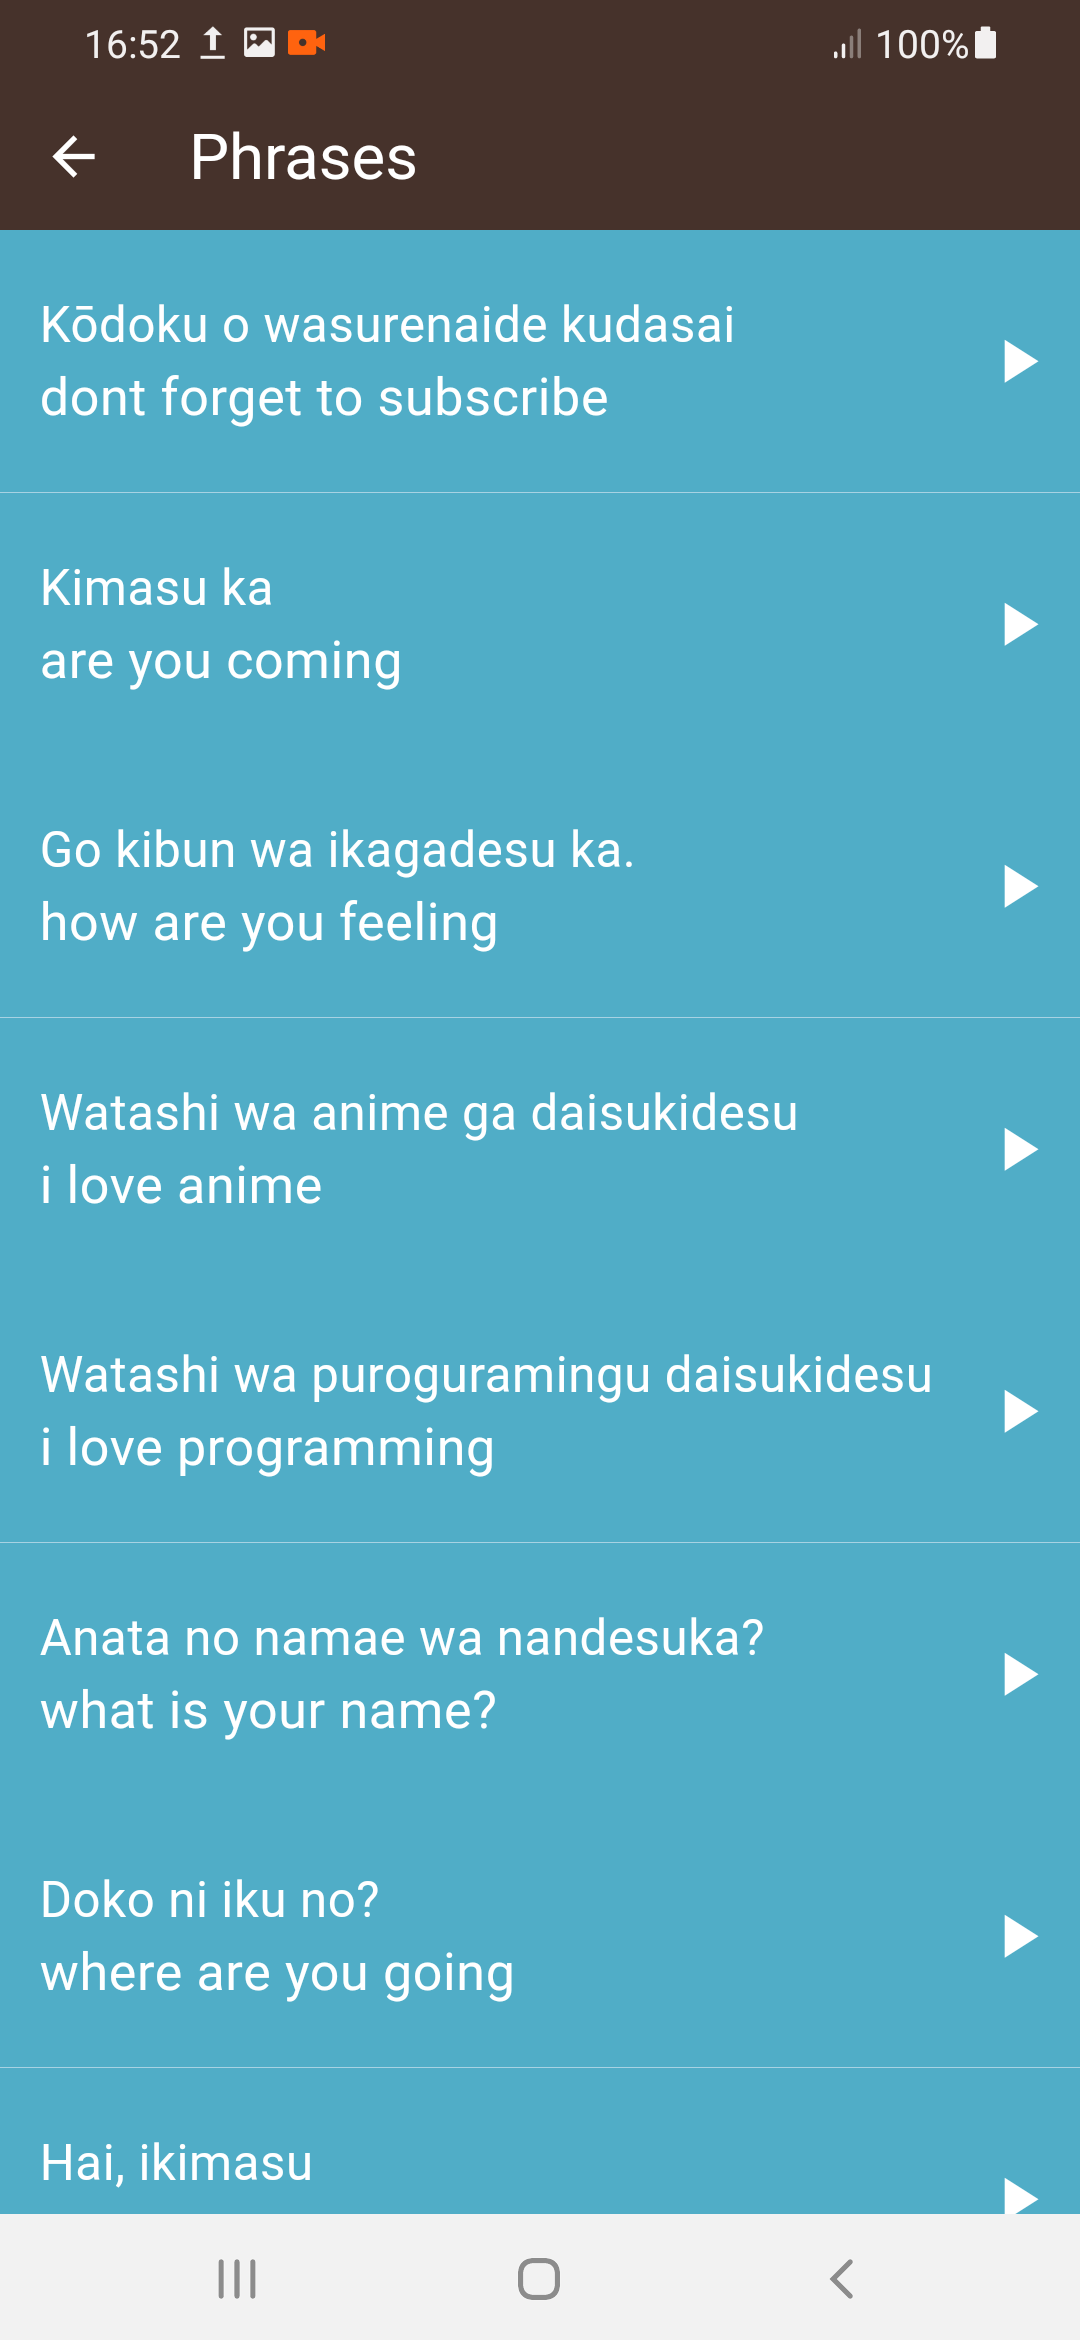 16:52
100%
Phrases
Kōdoku o wasurenaide kudasai
dont forget to subscribe
Kimasu ka
are you coming
Go kibun wa ikagadesu ka.
how are you feeling
Watashi wa anime ga daisukidesu
i love anime
Watashi wa puroguramingu daisukidesu
i love programming
Anata no namae wa nandesuka?
what is your name?
Doko ni iku no?
where are you going
Hai, ikimasu